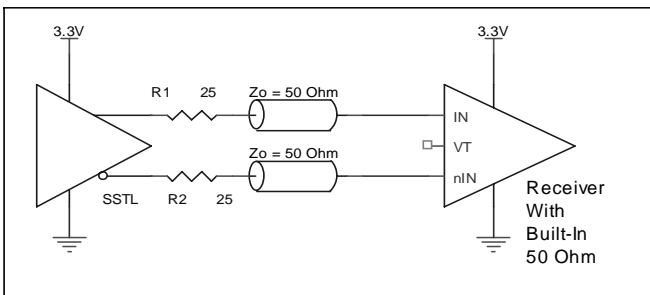 3.3V
3.3V
R1 25
Zo = 50 Ohm
IN
Zo = 50 Ohm
VT
nIN
SSTL
R2 25
Receiver
With
Built-In
50 Ohm